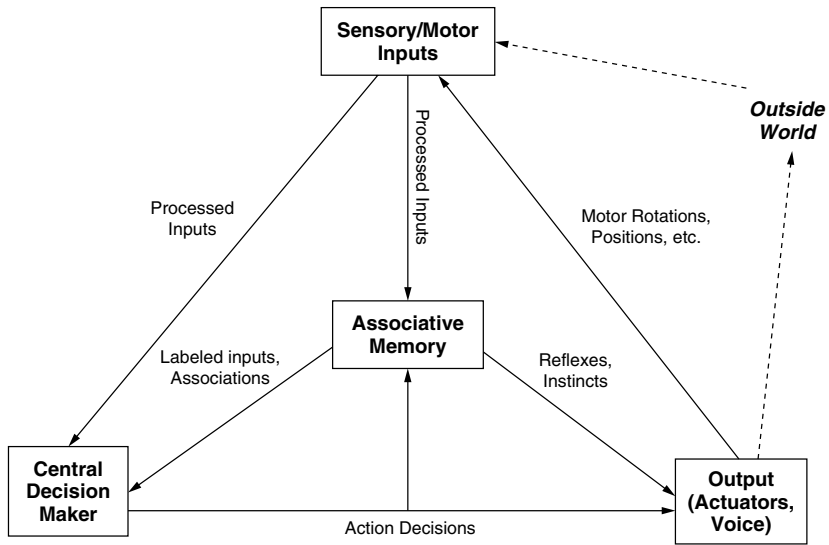 Sensory/Motor
Inputs
Outside
World
Processed Inputs
Processed
Inputs
Motor Rotations,
Positions, etc.
Associative
Memory
Labeled inputs,
Associations
Reflexes,
Instincts
Central
Decision
Maker
Output
(Actuators,
Voice)
Action Decisions